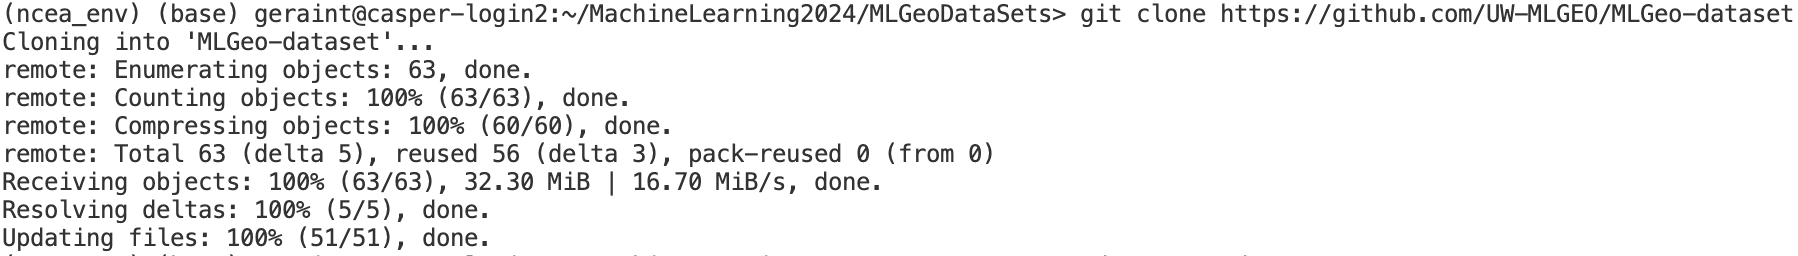 (ncea_env) (base) geraint@casper-login2:~/MachineLearning2024/MLGeoDataSets> git clone https://github.com/UW-MLGEO/MLGeo-dataset
Cloning into 'MLGeo-dataset'...
remote: Enumerating objects: 63, done.
remote: Counting objects: 100% (63/63), done.
remote: Compressing objects: 100% (60/60), done.
remote: Total 63 (delta 5), reused 56 (delta 3), pack-reused 0 (from 0)
Receiving objects: 100% (63/63), 32.30 MiB | 16.70 MiB/s, done.
Resolving deltas: 100% (5/5), done.
Updating files: 100% (51/51), done.